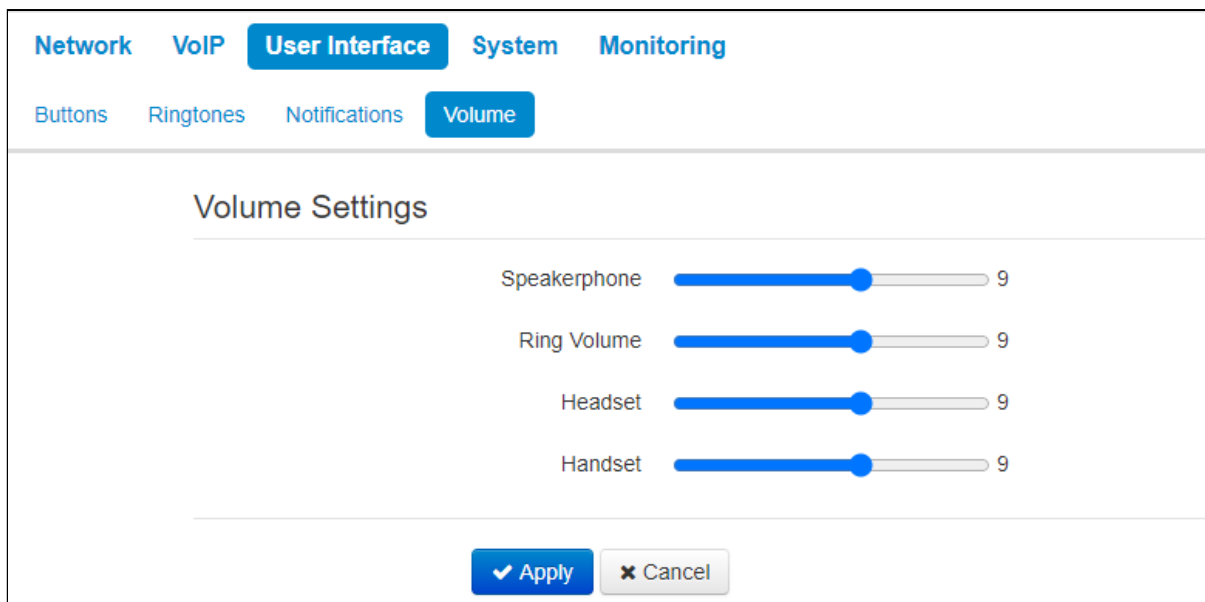 Network VoIP User Interface System Monitoring
Buttons Ringtones Notifications Volume
Volume Settings
Speakerphone 9
Ring Volume 9
Headset 9
Handset 9
Apply Cancel